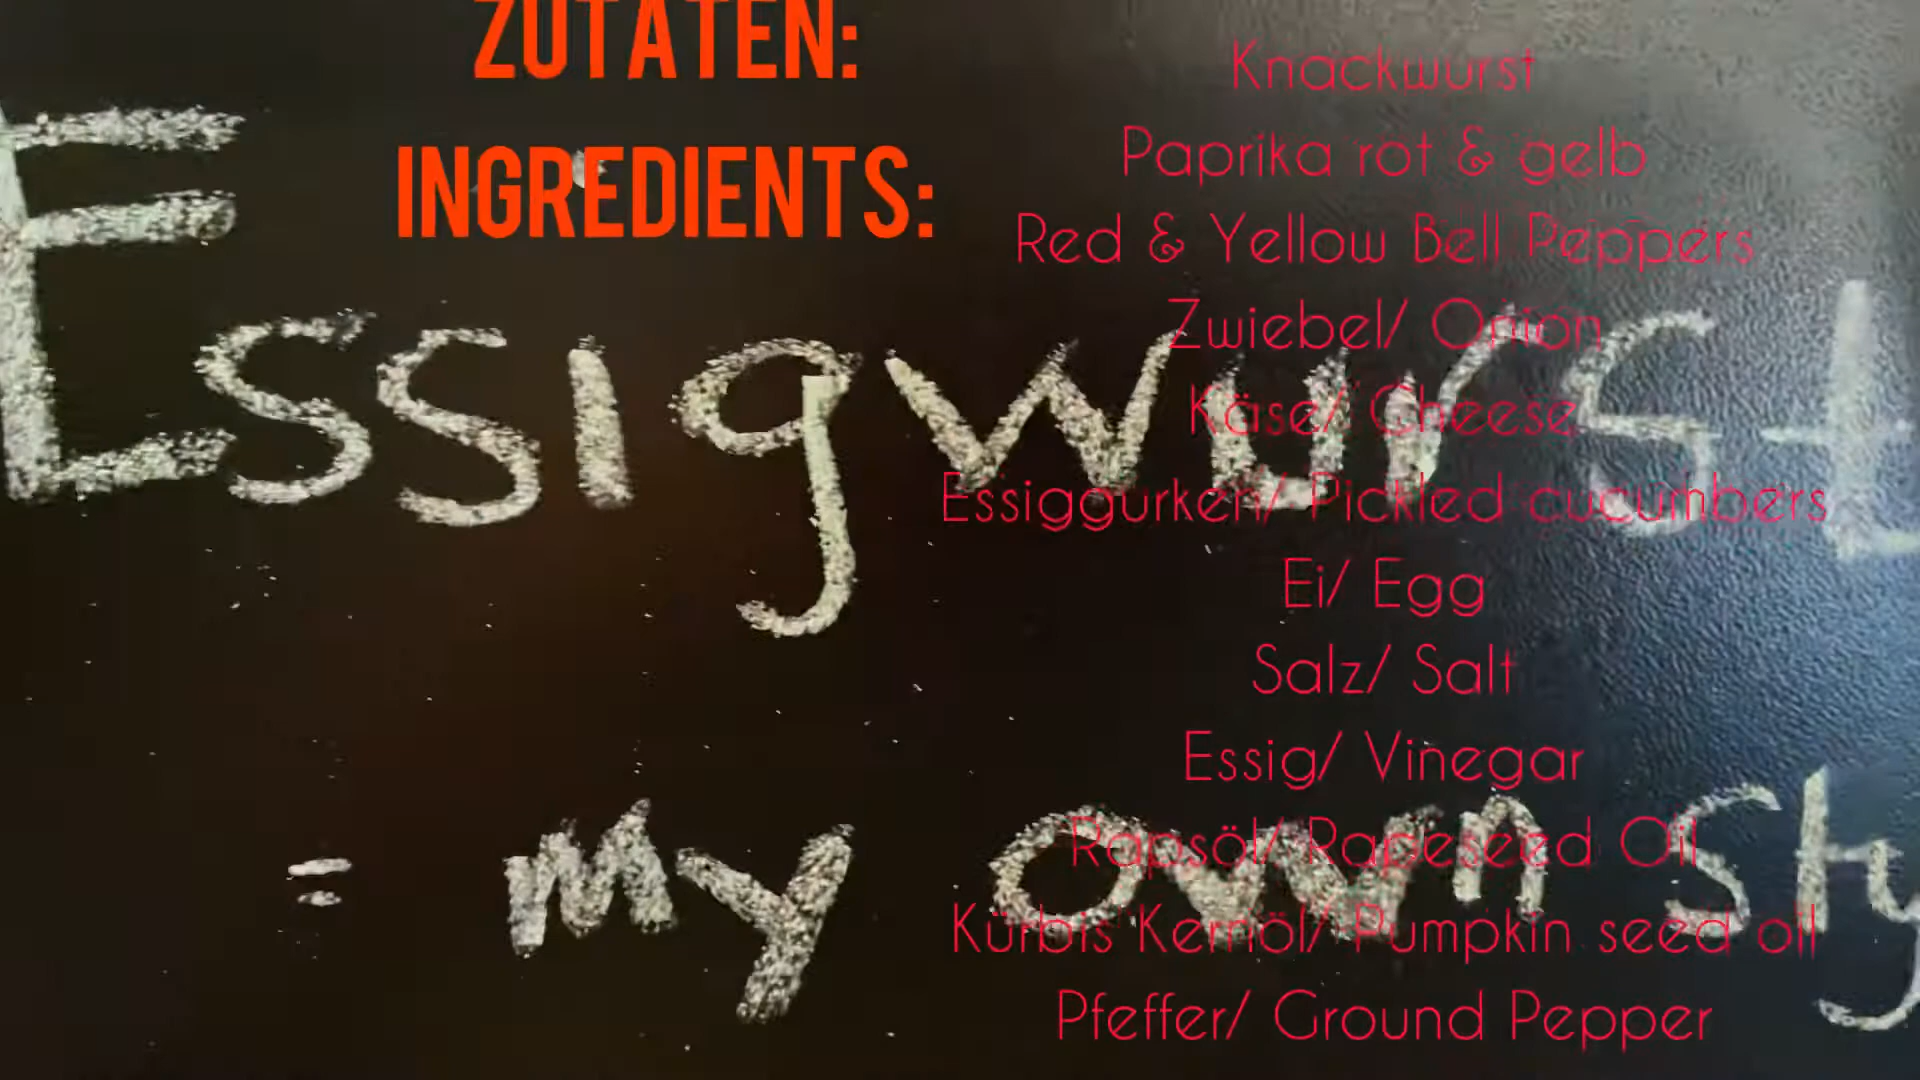 ZUTATEN:
INGREDIENTS:
Knackwurst
Paprika rot & gelb
Red & Yellow Bell Peppers
Zwiebel/ Onion
Käse/ Cheese
Essiggurken/ Pickled cucumbers
Ei/ Egg
Salz/ Salt
Essig/ Vinegar
Rapsöl/ Rapeseed Oil
Kürbis Kernöl/ Pumpkin seed oil
Pfeffer/ Ground Pepper
Essigwurst
= my own sty